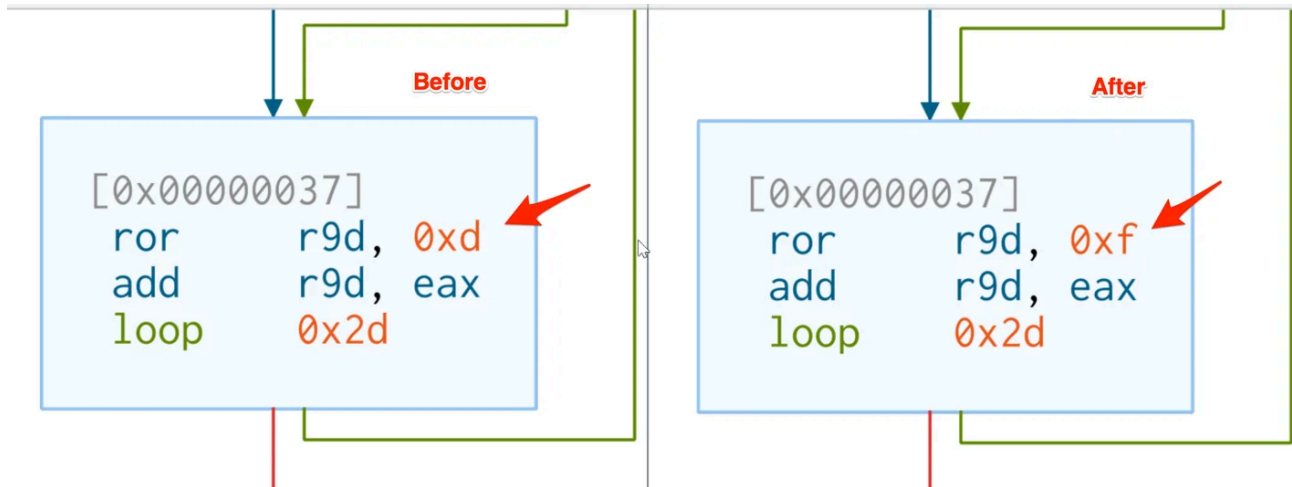 Before
[0x00000037]
ror r9d, 0xd
add r9d, eax
loop 0x2d
After
[0x00000037]
ror r9d, 0xf
add r9d, eax
loop 0x2d